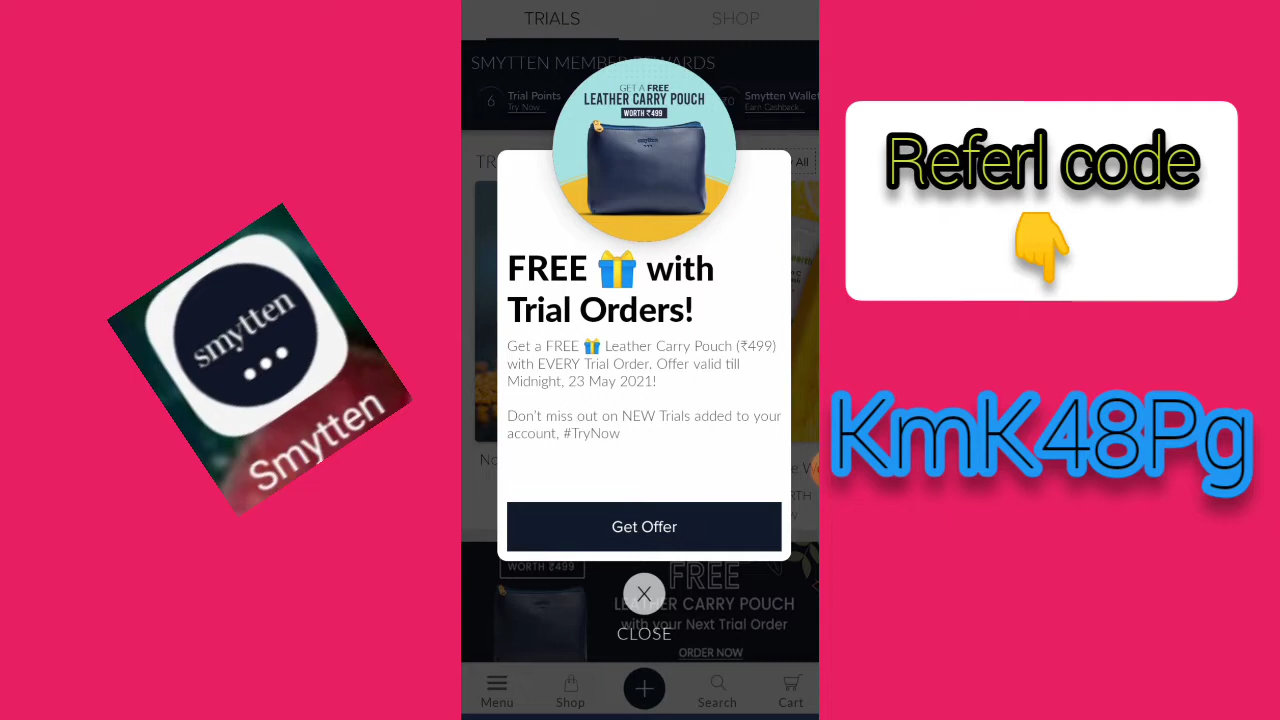 smytten
Smytten
TRIALS
SHOP
SMYTTEN MEMBER
RDS
6
Trial Points
Try Now
Smytten Wallet
Earn Cashback
All
GET A FREE
LEATHER CARRY POUCH
WORTH ₹499
smytten
FREE 🎁 with
Trial Orders!
Get a FREE 🎁 Leather Carry Pouch (₹499)
with EVERY Trial Order. Offer valid till
Midnight, 23 May 2021!
Don't miss out on NEW Trials added to your
account, #TryNow
Get Offer
WORTH ₹499
FREE
LEATHER CARRY POUCH
with your Next Trial Order
ORDER NOW
X
CLOSE
Menu
Shop
Search
Cart
Referl code
👇
KmK48Pg